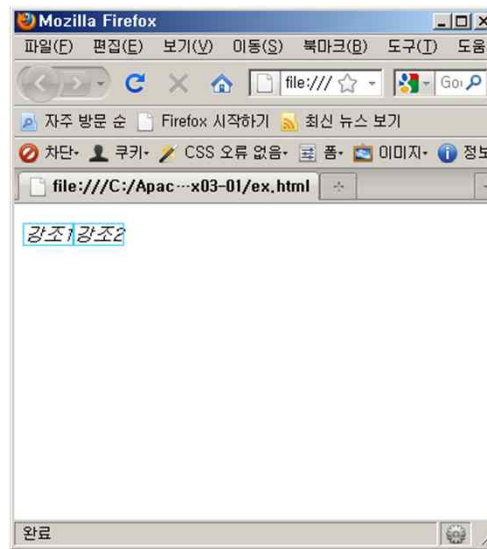 Mozilla Firefox
파일(F) 편집(E) 보기(V) 이동(S) 북마크(B) 도구(T) 도움
file:///
자주 방문 순 Firefox 시작하기 최신 뉴스 보기
차단 쿠키 CSS 오류 없음 폼 이미지
file:///C:/Apac…x03-01/ex.html
강조1강조2
완료